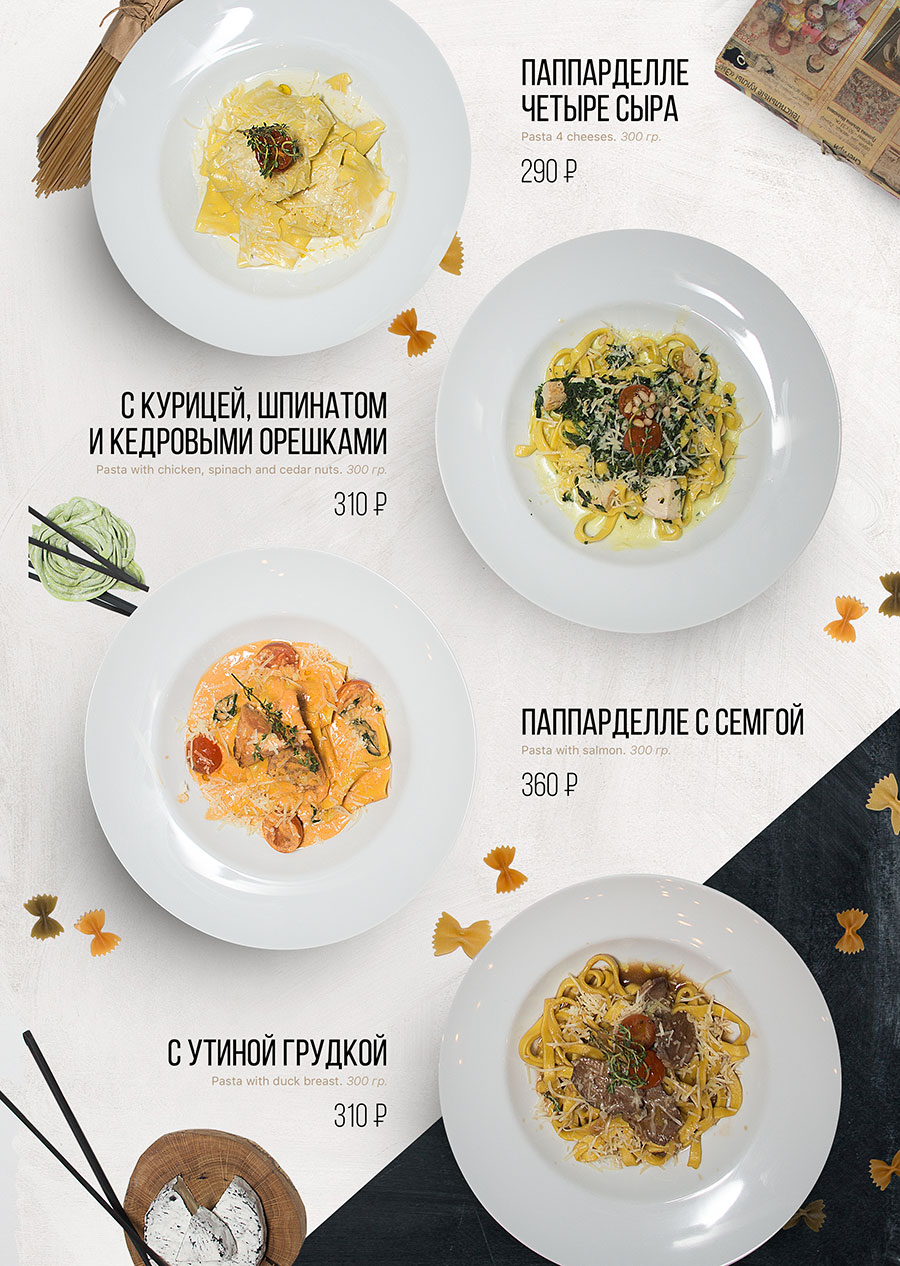 ПАППАРДЕЛЛЕ
ЧЕТЫРЕ СЫРА
Pasta 4 cheeses. 300 гр.
290 ₽
С КУРИЦЕЙ, ШПИНАТОМ
И КЕДРОВЫМИ ОРЕШКАМИ
Pasta with chicken, spinach and cedar nuts. 300 гр.
310 ₽
ПАППАРДЕЛЛЕ С СЕМГОЙ
Pasta with salmon. 300 гр.
360 ₽
С УТИНОЙ ГРУДКОЙ
Pasta with duck breast. 300 гр.
310 ₽